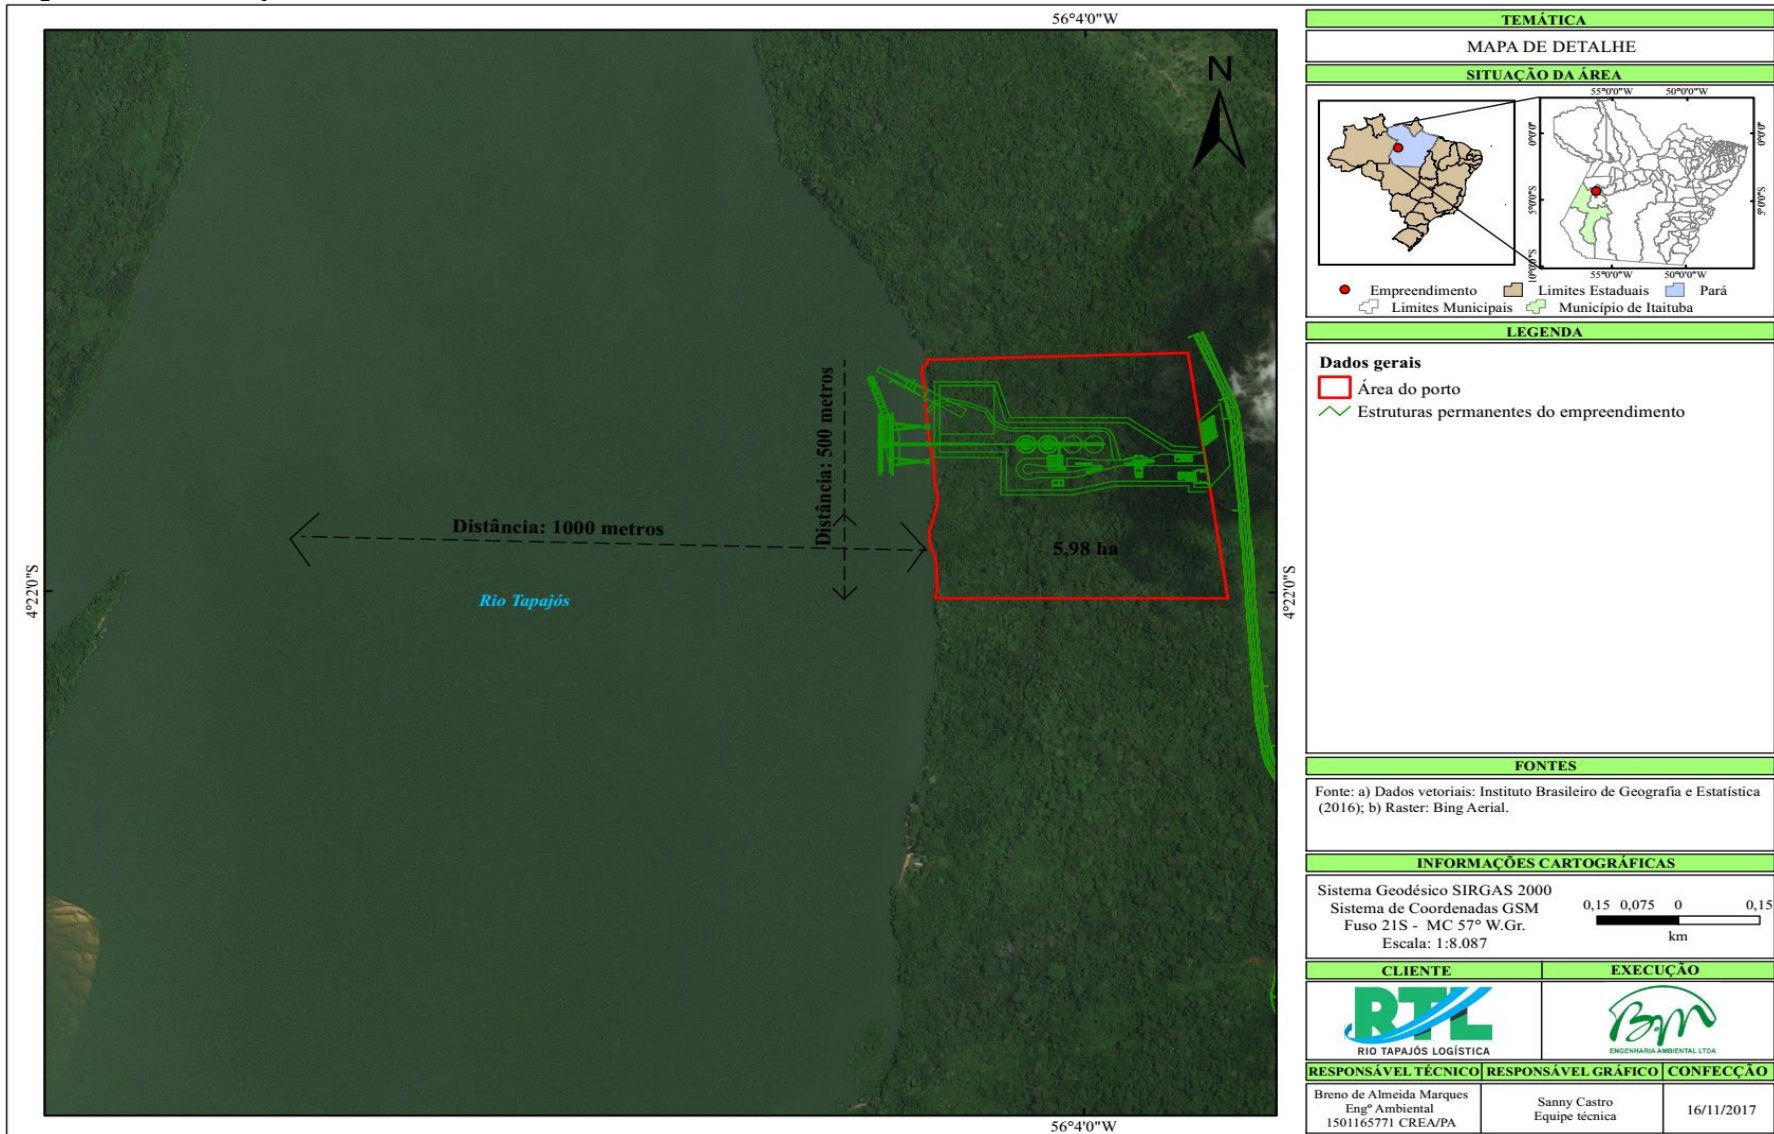 56°4'0"W
N
4°22'0"S
4°22'0"S
Distância: 500 metros
Distância: 1000 metros
5,98 ha
Rio Tapajós
56°4'0"W
TEMÁTICA
MAPA DE DETALHE
SITUAÇÃO DA ÁREA
55°0'0"W 50°0'0"W
0°0'0" 0°0'0"
5°0'0"S 5°0'0"S
10°0'0"S
55°0'0"W 50°0'0"W
Empreendimento Limites Estaduais Pará
Limites Municipais Município de Itaituba
LEGENDA
Dados gerais
Área do porto
Estruturas permanentes do empreendimento
FONTES
Fonte: a) Dados vetoriais: Instituto Brasileiro de Geografia e Estatística
(2016); b) Raster: Bing Aerial.
INFORMAÇÕES CARTOGRÁFICAS
Sistema Geodésico SIRGAS 2000
Sistema de Coordenadas GSM
Fuso 21S - MC 57° W.Gr.
Escala: 1:8.087
0,15 0,075 0 0,15
km
CLIENTE EXECUÇÃO
RTL
RIO TAPAJÓS LOGÍSTICA
BM
ENGENHARIA AMBIENTAL LTDA
RESPONSÁVEL TÉCNICO RESPONSÁVEL GRÁFICO CONFECÇÃO
Breno de Almeida Marques
Engº Ambiental
1501165771 CREA/PA
Sanny Castro
Equipe técnica
16/11/2017